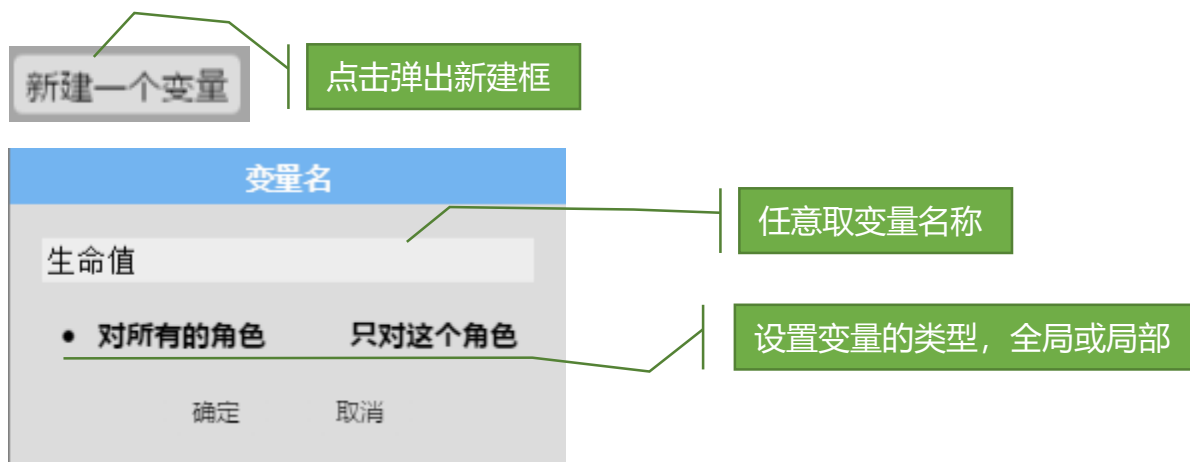 新建一个变量
点击弹出新建框
变量名
任意取变量名称
生命值
• 对所有的角色 只对这个角色
设置变量的类型，全局或局部
确定 取消